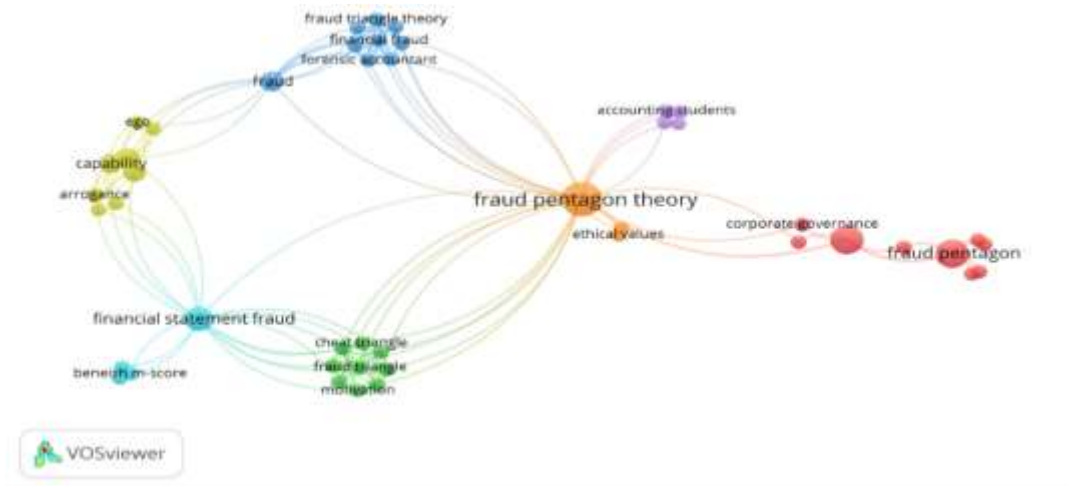 fraud triangle theory
financial fraud
forensic accountant
fraud
accounting students
ego
capability
arrogance
fraud pentagon theory
corporate governance
ethical values
fraud pentagon
financial statement fraud
cheat triangle
fraud triangle
beneish m-score
motivation
VOSviewer